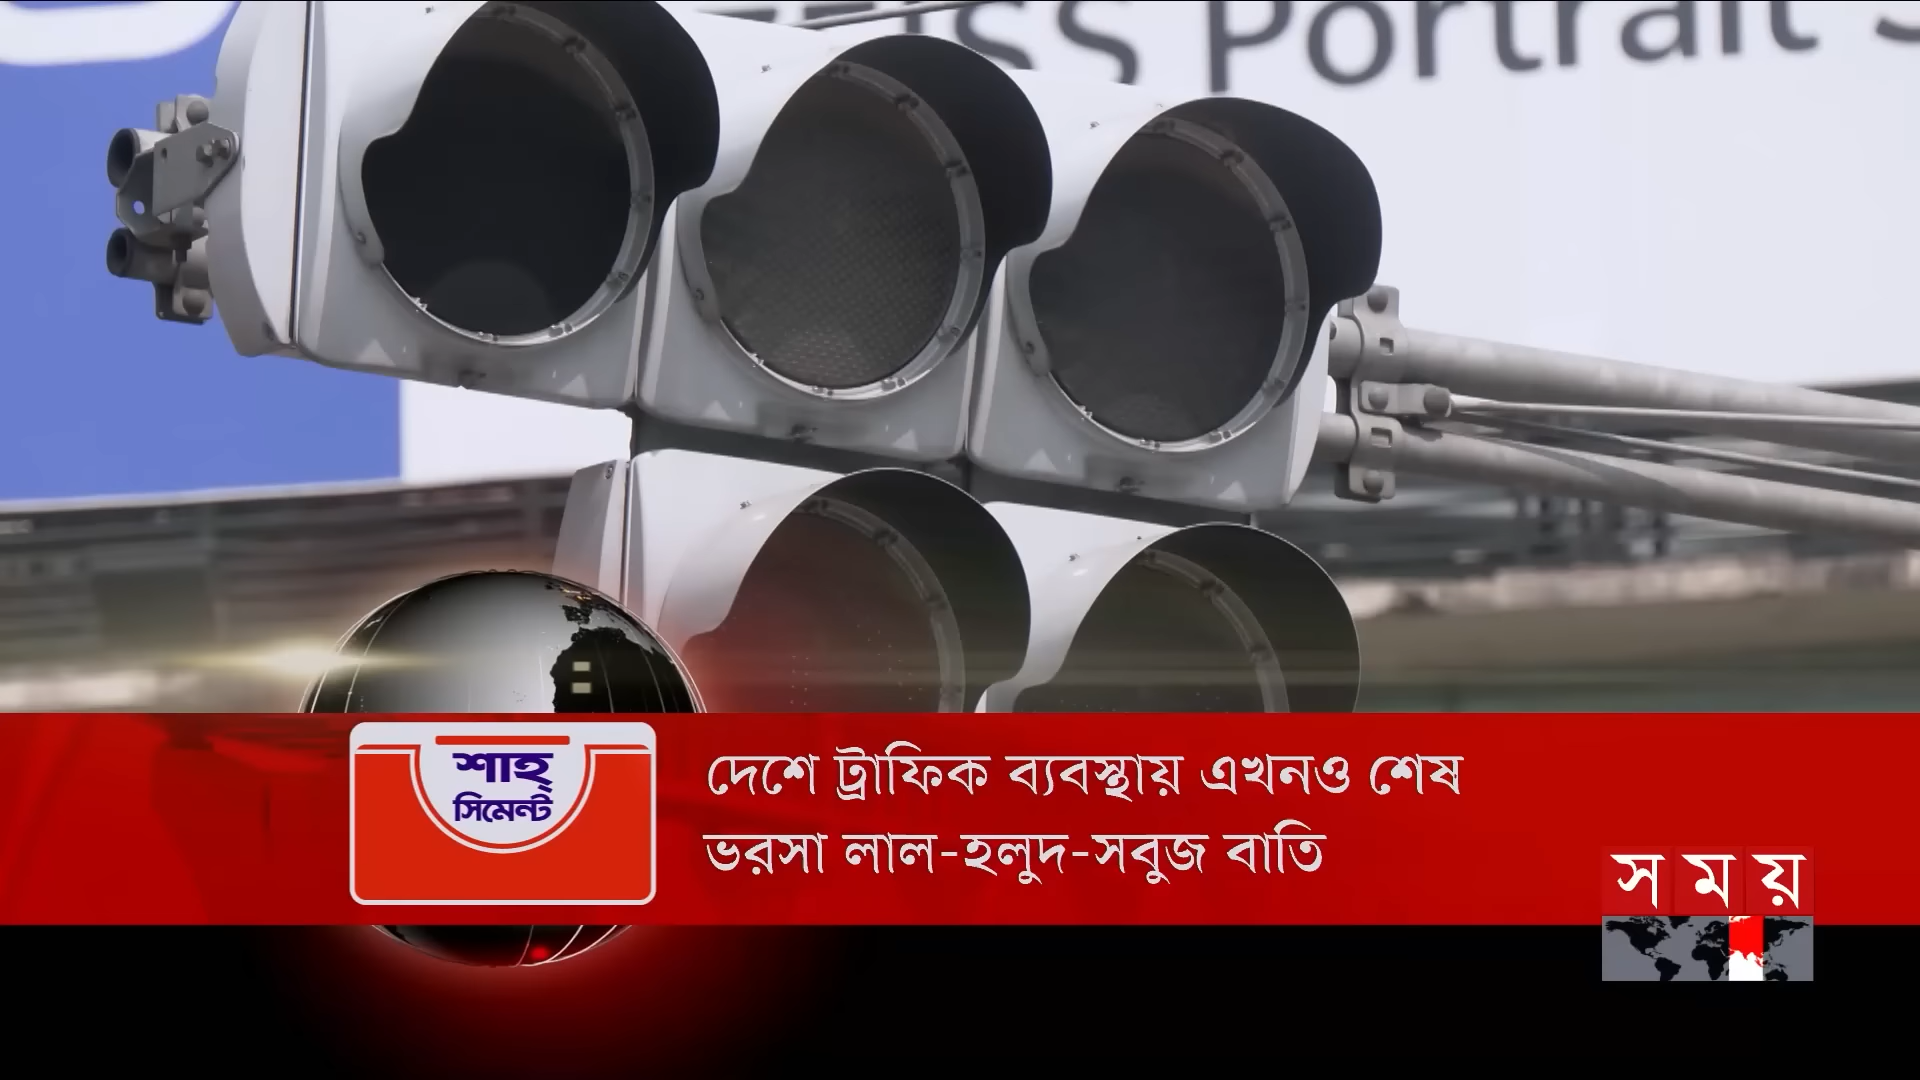 Portrait
শাহ্
সিমেন্ট
দেশে ট্রাফিক ব্যবস্থায় এখনও শেষ
ভরসা লাল-হলুদ-সবুজ বাতি
সময়